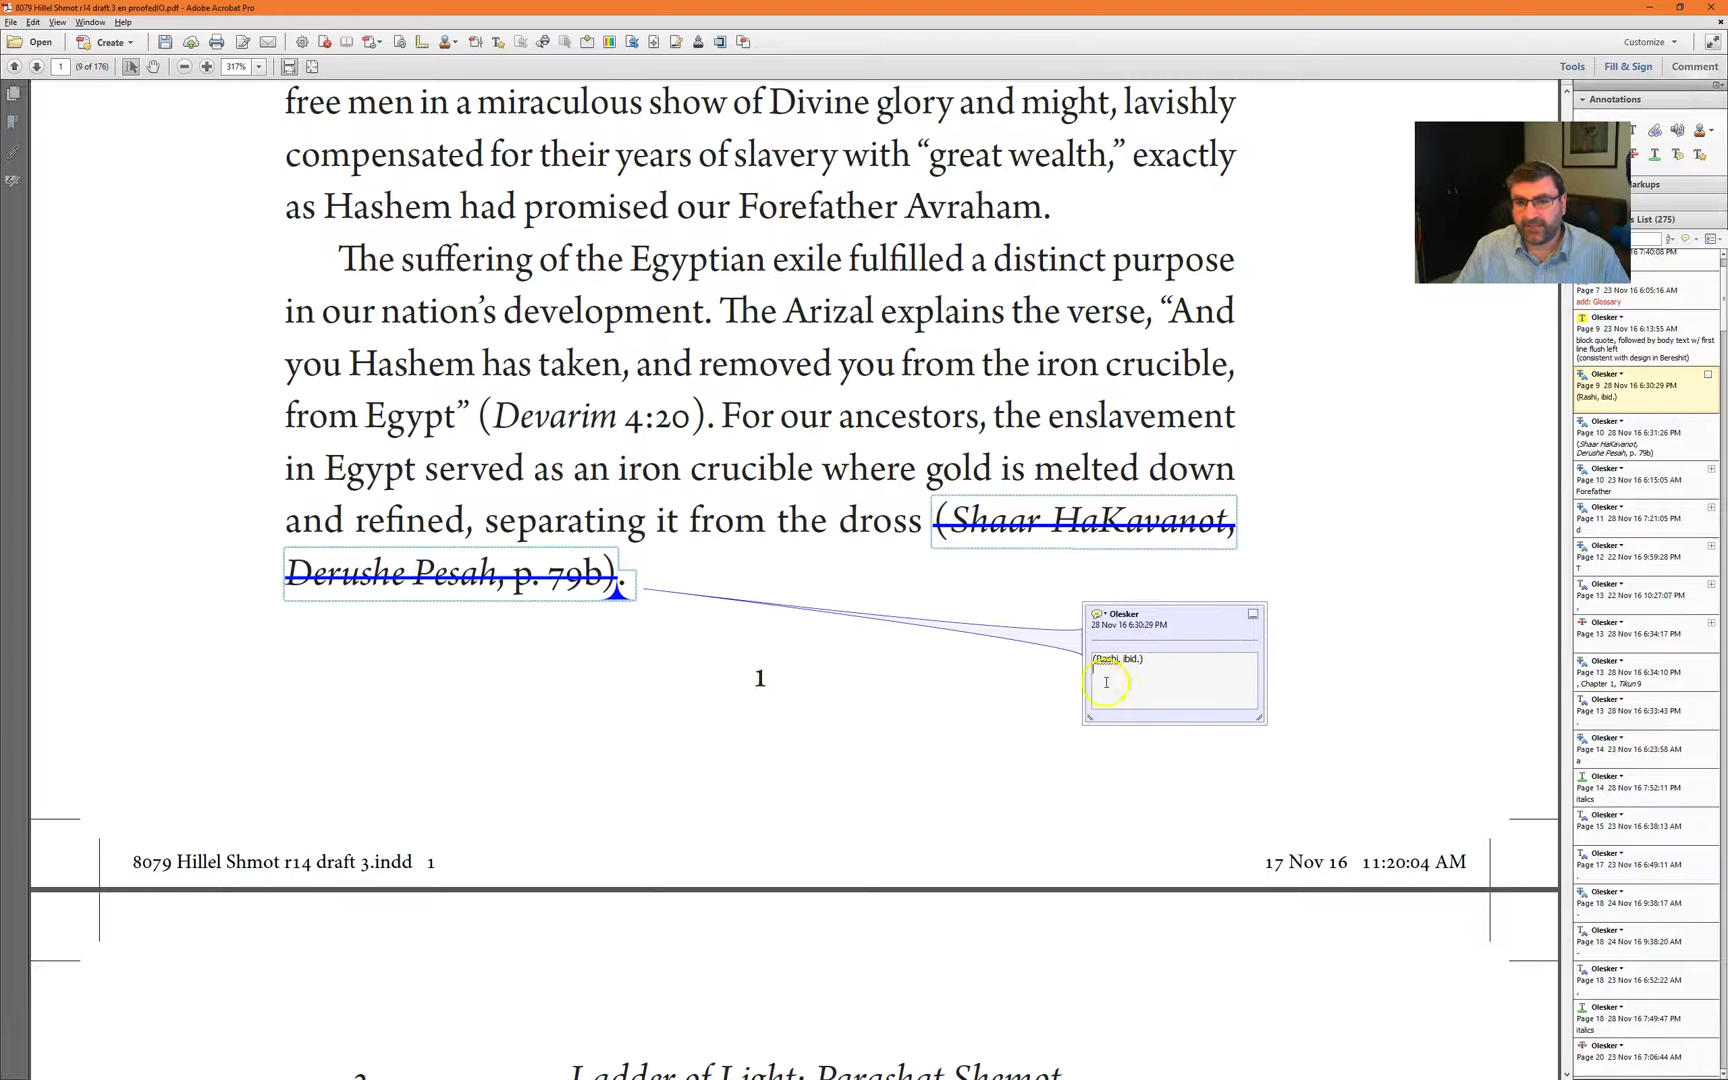 8079 Hillel Shmot r14 draft 3 en proofedIO.pdf - Adobe Acrobat Pro
File Edit View Window Help
Open Create Customize
1 (9 of 176) 317% Tools Fill & Sign Comment
free men in a miraculous show of Divine glory and might, lavishly
compensated for their years of slavery with “great wealth,” exactly
as Hashem had promised our Forefather Avraham.
The suffering of the Egyptian exile fulfilled a distinct purpose
in our nation’s development. The Arizal explains the verse, “And
you Hashem has taken, and removed you from the iron crucible,
from Egypt” (Devarim 4:20). For our ancestors, the enslavement
in Egypt served as an iron crucible where gold is melted down
and refined, separating it from the dross (Shaar HaKavanot,
Derushe Pesah, p. 79b).
Olesker
28 Nov 16 6:30:29 PM
(Rashi, ibid.)
1
8079 Hillel Shmot r14 draft 3.indd 1
17 Nov 16 11:20:04 AM
Ladder of Light: Parashat Shemot
Annotations
s List (275)
7:40:08 PM
Page 7 23 Nov 16 6:05:16 AM
add: Glossary
Olesker
Page 9 23 Nov 16 6:13:55 AM
block quote, followed by body text w/ first
line flush left
(consistent with design in Bereshit)
Olesker
Page 9 28 Nov 16 6:30:29 PM
(Rashi, ibid.)
Olesker
Page 10 28 Nov 16 6:31:26 PM
(Shaar HaKavanot,
Derushe Pesah, p. 79b)
Olesker
Page 10 23 Nov 16 6:15:05 AM
Forefather
Olesker
Page 11 28 Nov 16 7:21:05 PM
d
Olesker
Page 12 22 Nov 16 9:59:28 PM
T
Olesker
Page 13 22 Nov 16 10:27:07 PM
,
Olesker
Page 13 28 Nov 16 6:34:17 PM
Olesker
Page 13 28 Nov 16 6:34:10 PM
, Chapter 1, Tikun 9
Olesker
Page 13 28 Nov 16 6:33:43 PM
.
Olesker
Page 14 23 Nov 16 6:23:58 AM
a
Olesker
Page 14 28 Nov 16 7:52:11 PM
italics
Olesker
Page 15 23 Nov 16 6:38:13 AM
Olesker
Page 17 23 Nov 16 6:49:11 AM
.
Olesker
Page 18 24 Nov 16 9:38:17 AM
-
Olesker
Page 18 24 Nov 16 9:38:20 AM
-
Olesker
Page 18 23 Nov 16 6:52:22 AM
,
Olesker
Page 18 28 Nov 16 7:49:47 PM
italics
Olesker
Page 20 23 Nov 16 7:06:44 AM